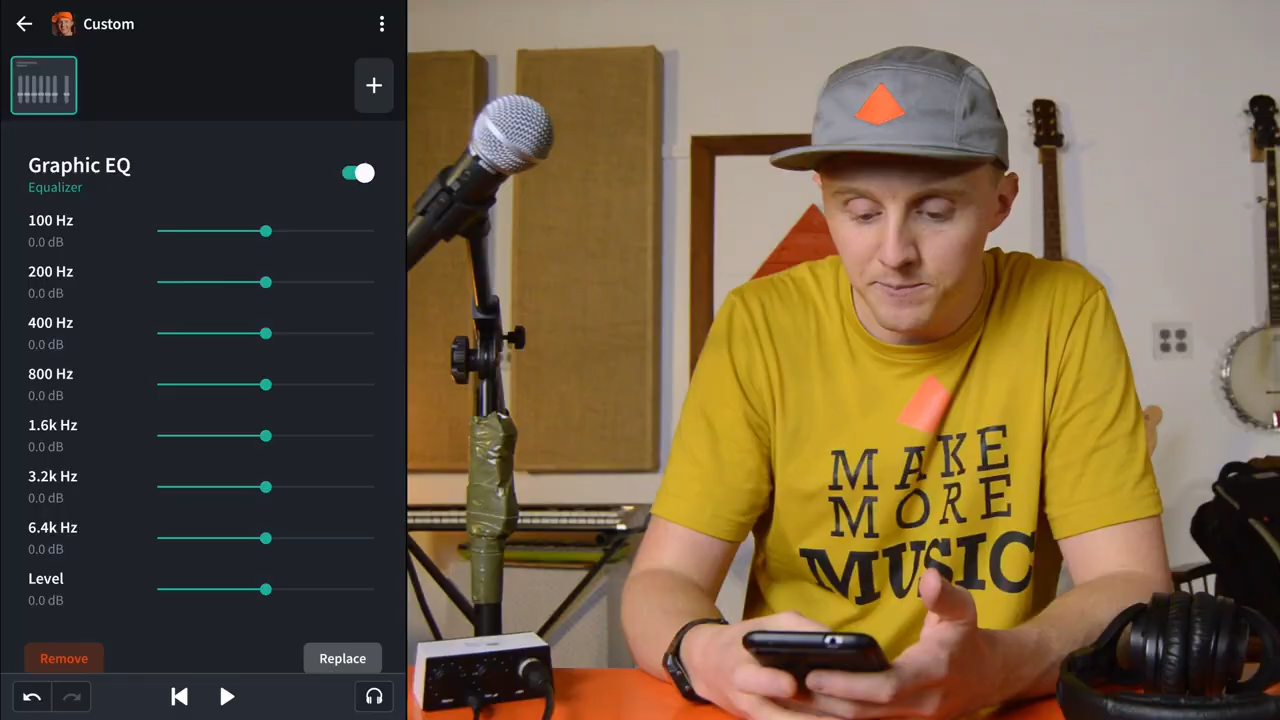 Custom
Graphic EQ
Equalizer
100 Hz
0.0 dB
200 Hz
0.0 dB
400 Hz
0.0 dB
800 Hz
0.0 dB
1.6k Hz
0.0 dB
3.2k Hz
0.0 dB
6.4k Hz
0.0 dB
Level
0.0 dB
Remove
Replace
MAKE
MORE
MUSIC